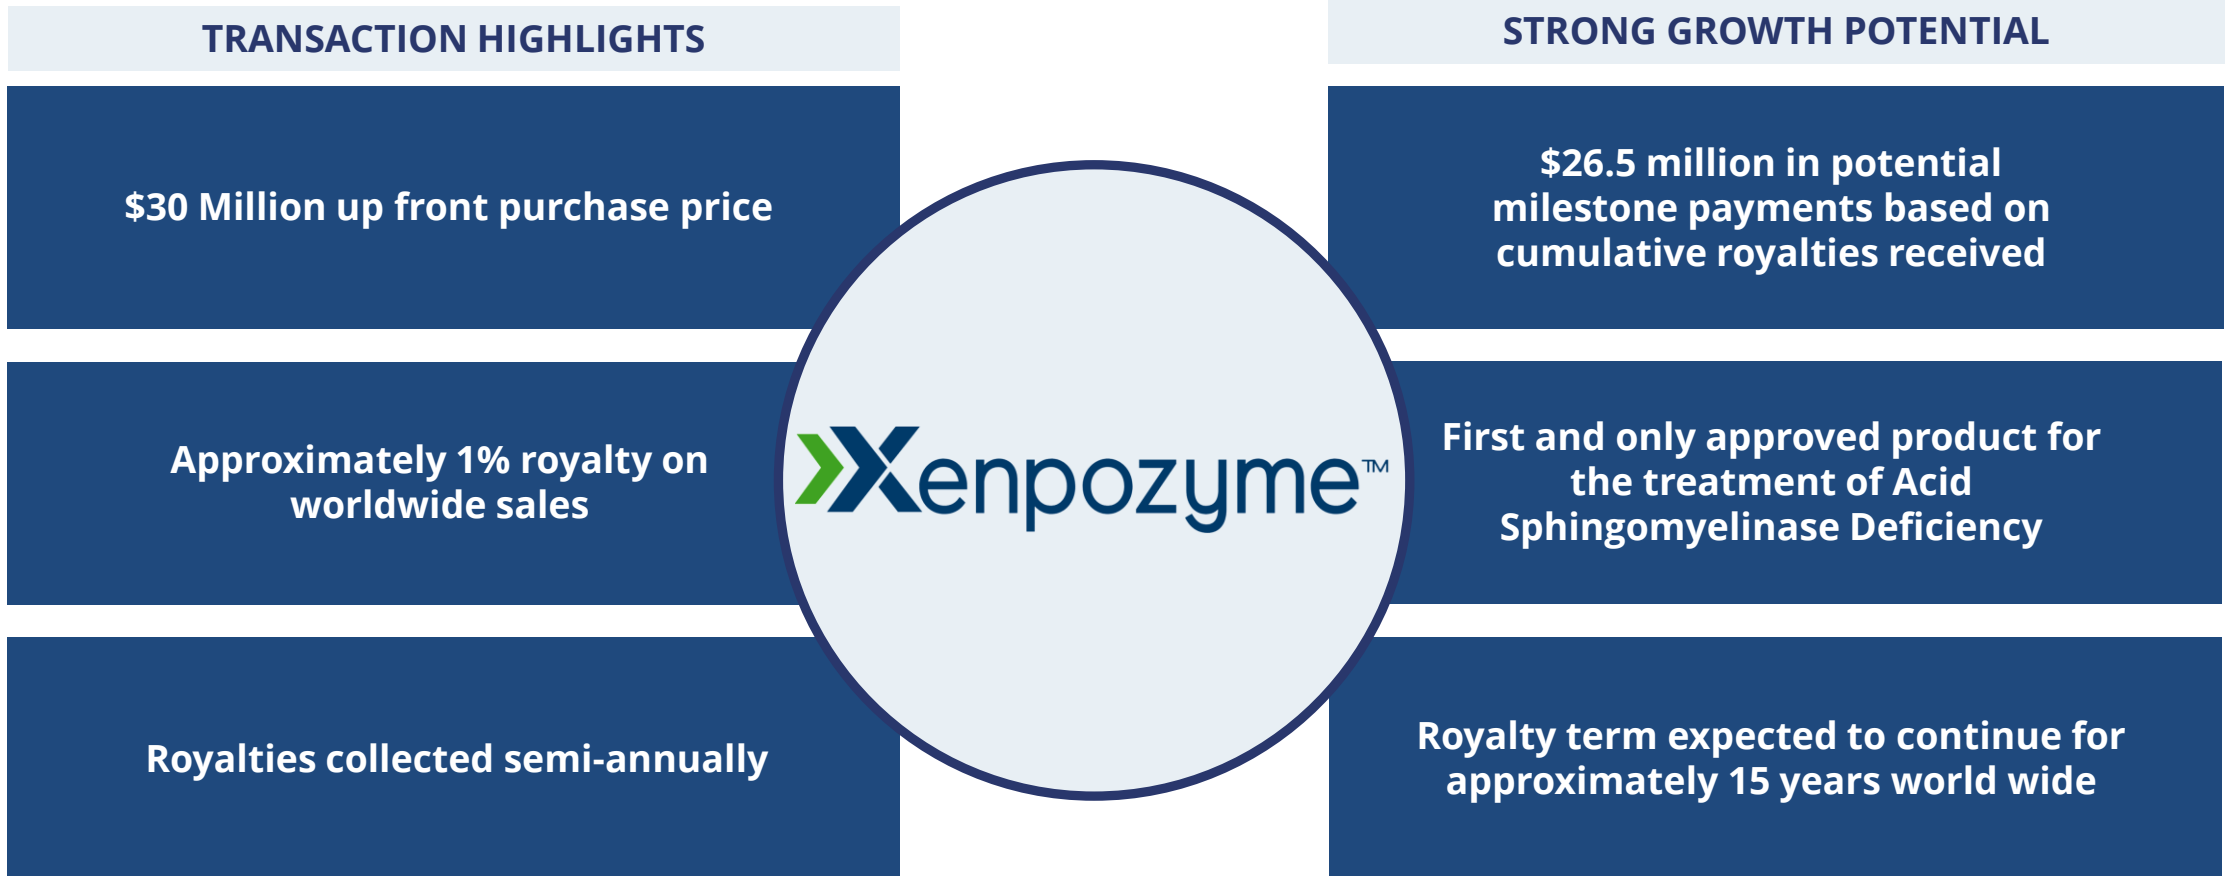 TRANSACTION HIGHLIGHTS
$30 Million up front purchase price
Approximately 1% royalty on
worldwide sales
Royalties collected semi-annually
Xenpozyme™
STRONG GROWTH POTENTIAL
$26.5 million in potential
milestone payments based on
cumulative royalties received
First and only approved product for
the treatment of Acid
Sphingomyelinase Deficiency
Royalty term expected to continue for
approximately 15 years world wide